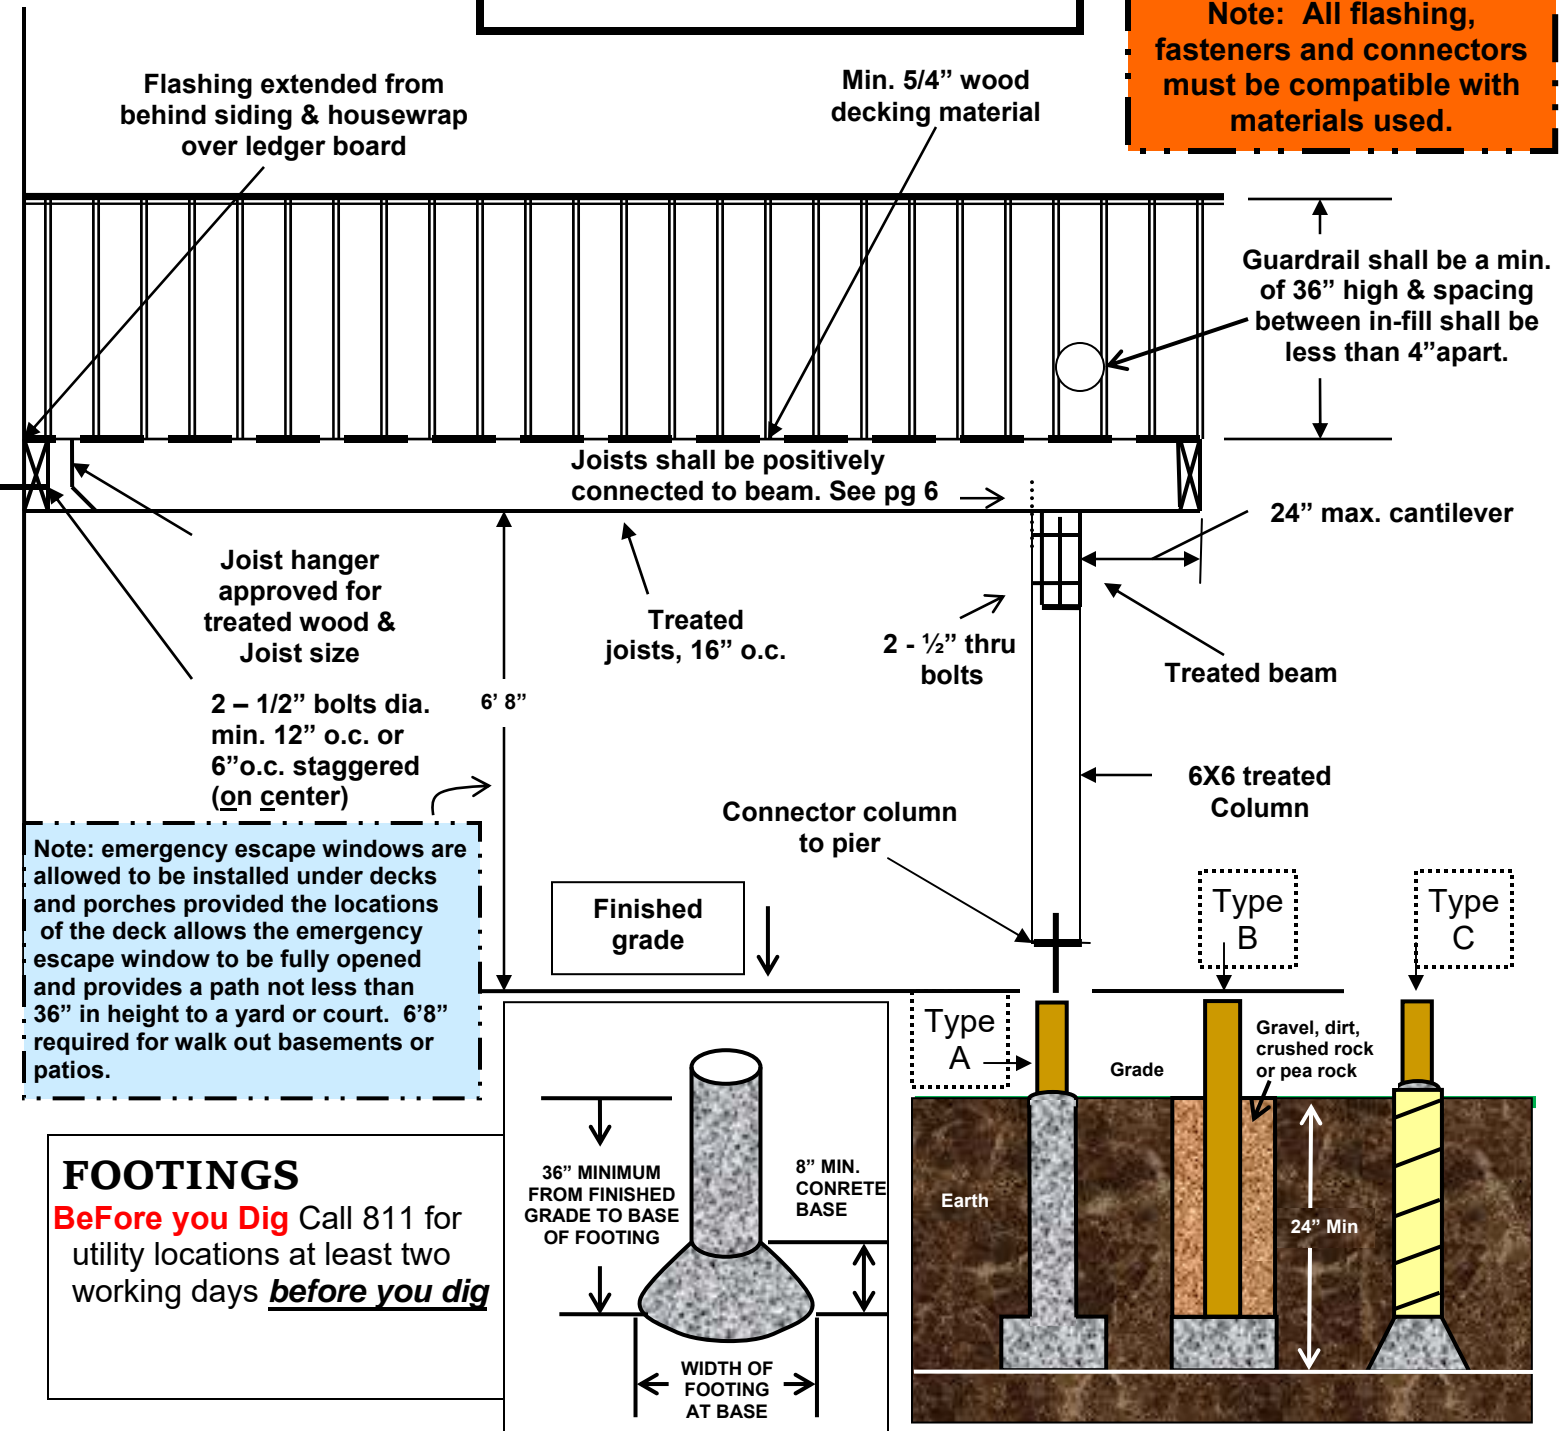 Note: All flashing,
fasteners and connectors
must be compatible with
materials used.
Flashing extended from
behind siding & housewrap
over ledger board
Min. 5/4” wood
decking material
Guardrail shall be a min.
of 36” high & spacing
between in-fill shall be
less than 4”apart.
Joists shall be positively
connected to beam. See pg 6
24” max. cantilever
Joist hanger
approved for
treated wood &
Joist size
Treated
joists, 16” o.c.
2 - ½” thru
bolts
Treated beam
2 – 1/2” bolts dia.
min. 12” o.c. or
6”o.c. staggered
(on center)
6’ 8”
6X6 treated
Column
Connector column
to pier
Note: emergency escape windows are
allowed to be installed under decks
and porches provided the locations
of the deck allows the emergency
escape window to be fully opened
and provides a path not less than
36” in height to a yard or court. 6’8”
required for walk out basements or
patios.
Finished
grade
Type
A
Type
B
Type
C
Grade
Gravel, dirt,
crushed rock
or pea rock
Earth
24” Min
36” MINIMUM
FROM FINISHED
GRADE TO BASE
OF FOOTING
8” MIN.
CONRETE
BASE
WIDTH OF
FOOTING
AT BASE
FOOTINGS
BeFore you Dig Call 811 for
utility locations at least two
working days before you dig